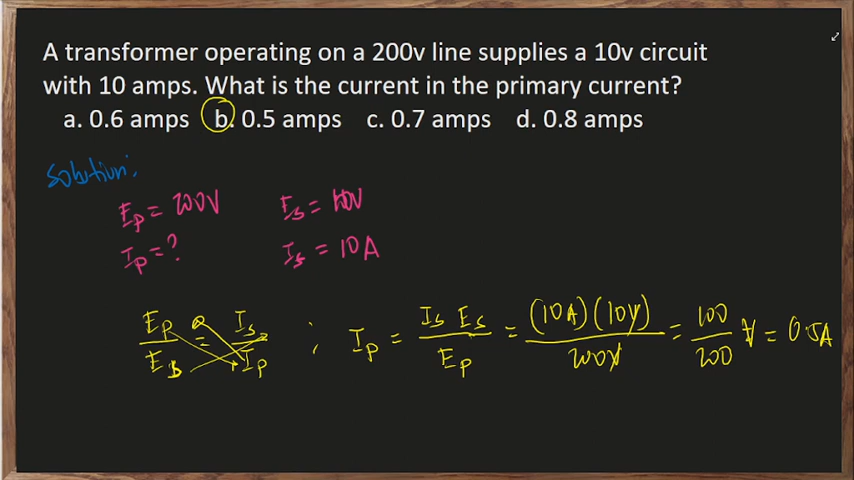 A transformer operating on a 200v line supplies a 10v circuit
with 10 amps. What is the current in the primary current?
a. 0.6 amps b. 0.5 amps c. 0.7 amps d. 0.8 amps
Solution:
Ep = 200V Es = 10V
Ip = ? Is = 10A
Ep/Es = Is/Ip ; Ip = Is Es/Ep = (10A)(10V)/200V = 100/200 A = 0.5A